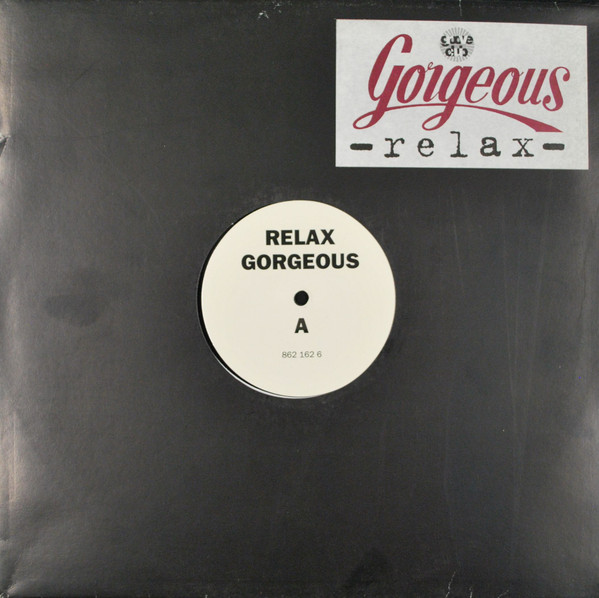 Gorgeous
-relax-
RELAX
GORGEOUS
A
862 162 6